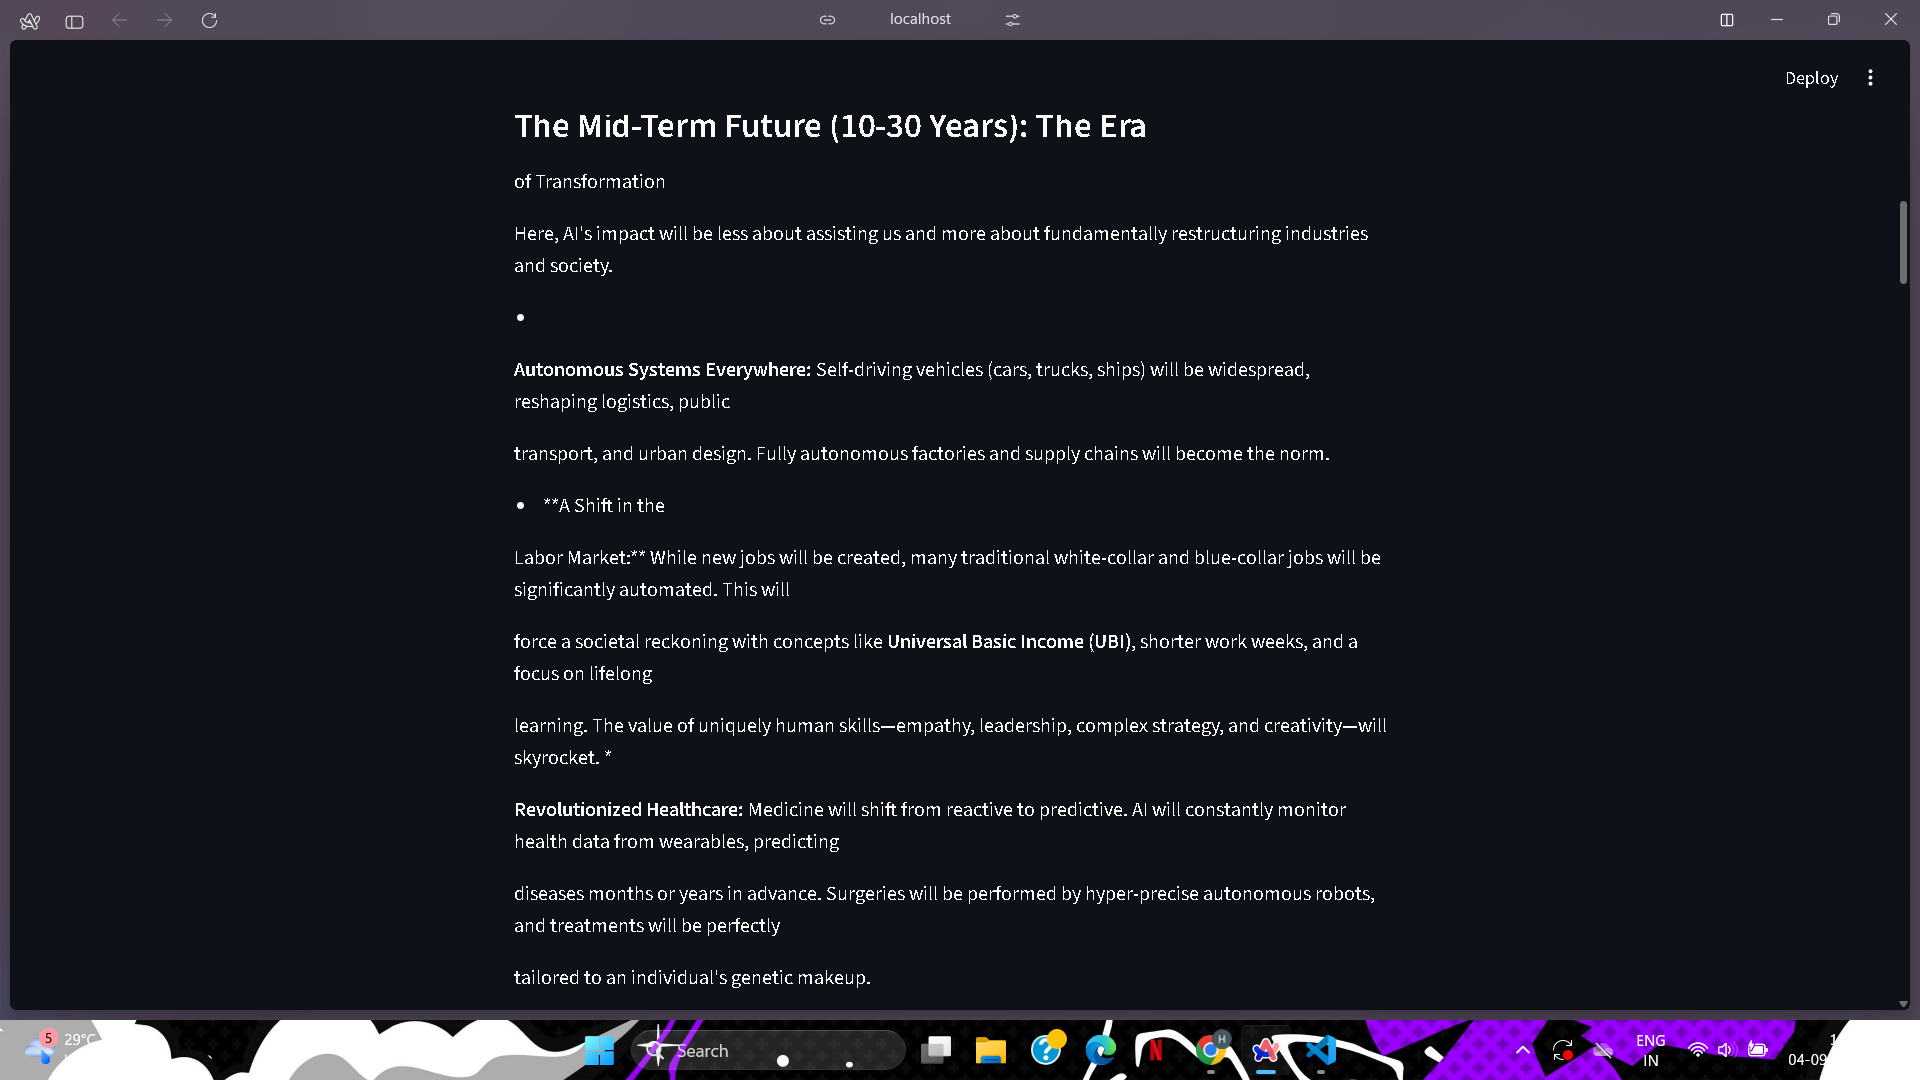 localhost
Deploy
The Mid-Term Future (10-30 Years): The Era
of Transformation
Here, AI's impact will be less about assisting us and more about fundamentally restructuring industries
and society.
•
Autonomous Systems Everywhere: Self-driving vehicles (cars, trucks, ships) will be widespread,
reshaping logistics, public
transport, and urban design. Fully autonomous factories and supply chains will become the norm.
• **A Shift in the
Labor Market:** While new jobs will be created, many traditional white-collar and blue-collar jobs will be
significantly automated. This will
force a societal reckoning with concepts like Universal Basic Income (UBI), shorter work weeks, and a
focus on lifelong
learning. The value of uniquely human skills—empathy, leadership, complex strategy, and creativity—will
skyrocket. *
Revolutionized Healthcare: Medicine will shift from reactive to predictive. AI will constantly monitor
health data from wearables, predicting
diseases months or years in advance. Surgeries will be performed by hyper-precise autonomous robots,
and treatments will be perfectly
tailored to an individual's genetic makeup.
5
29°C
Search
H
ENG
IN
04-09